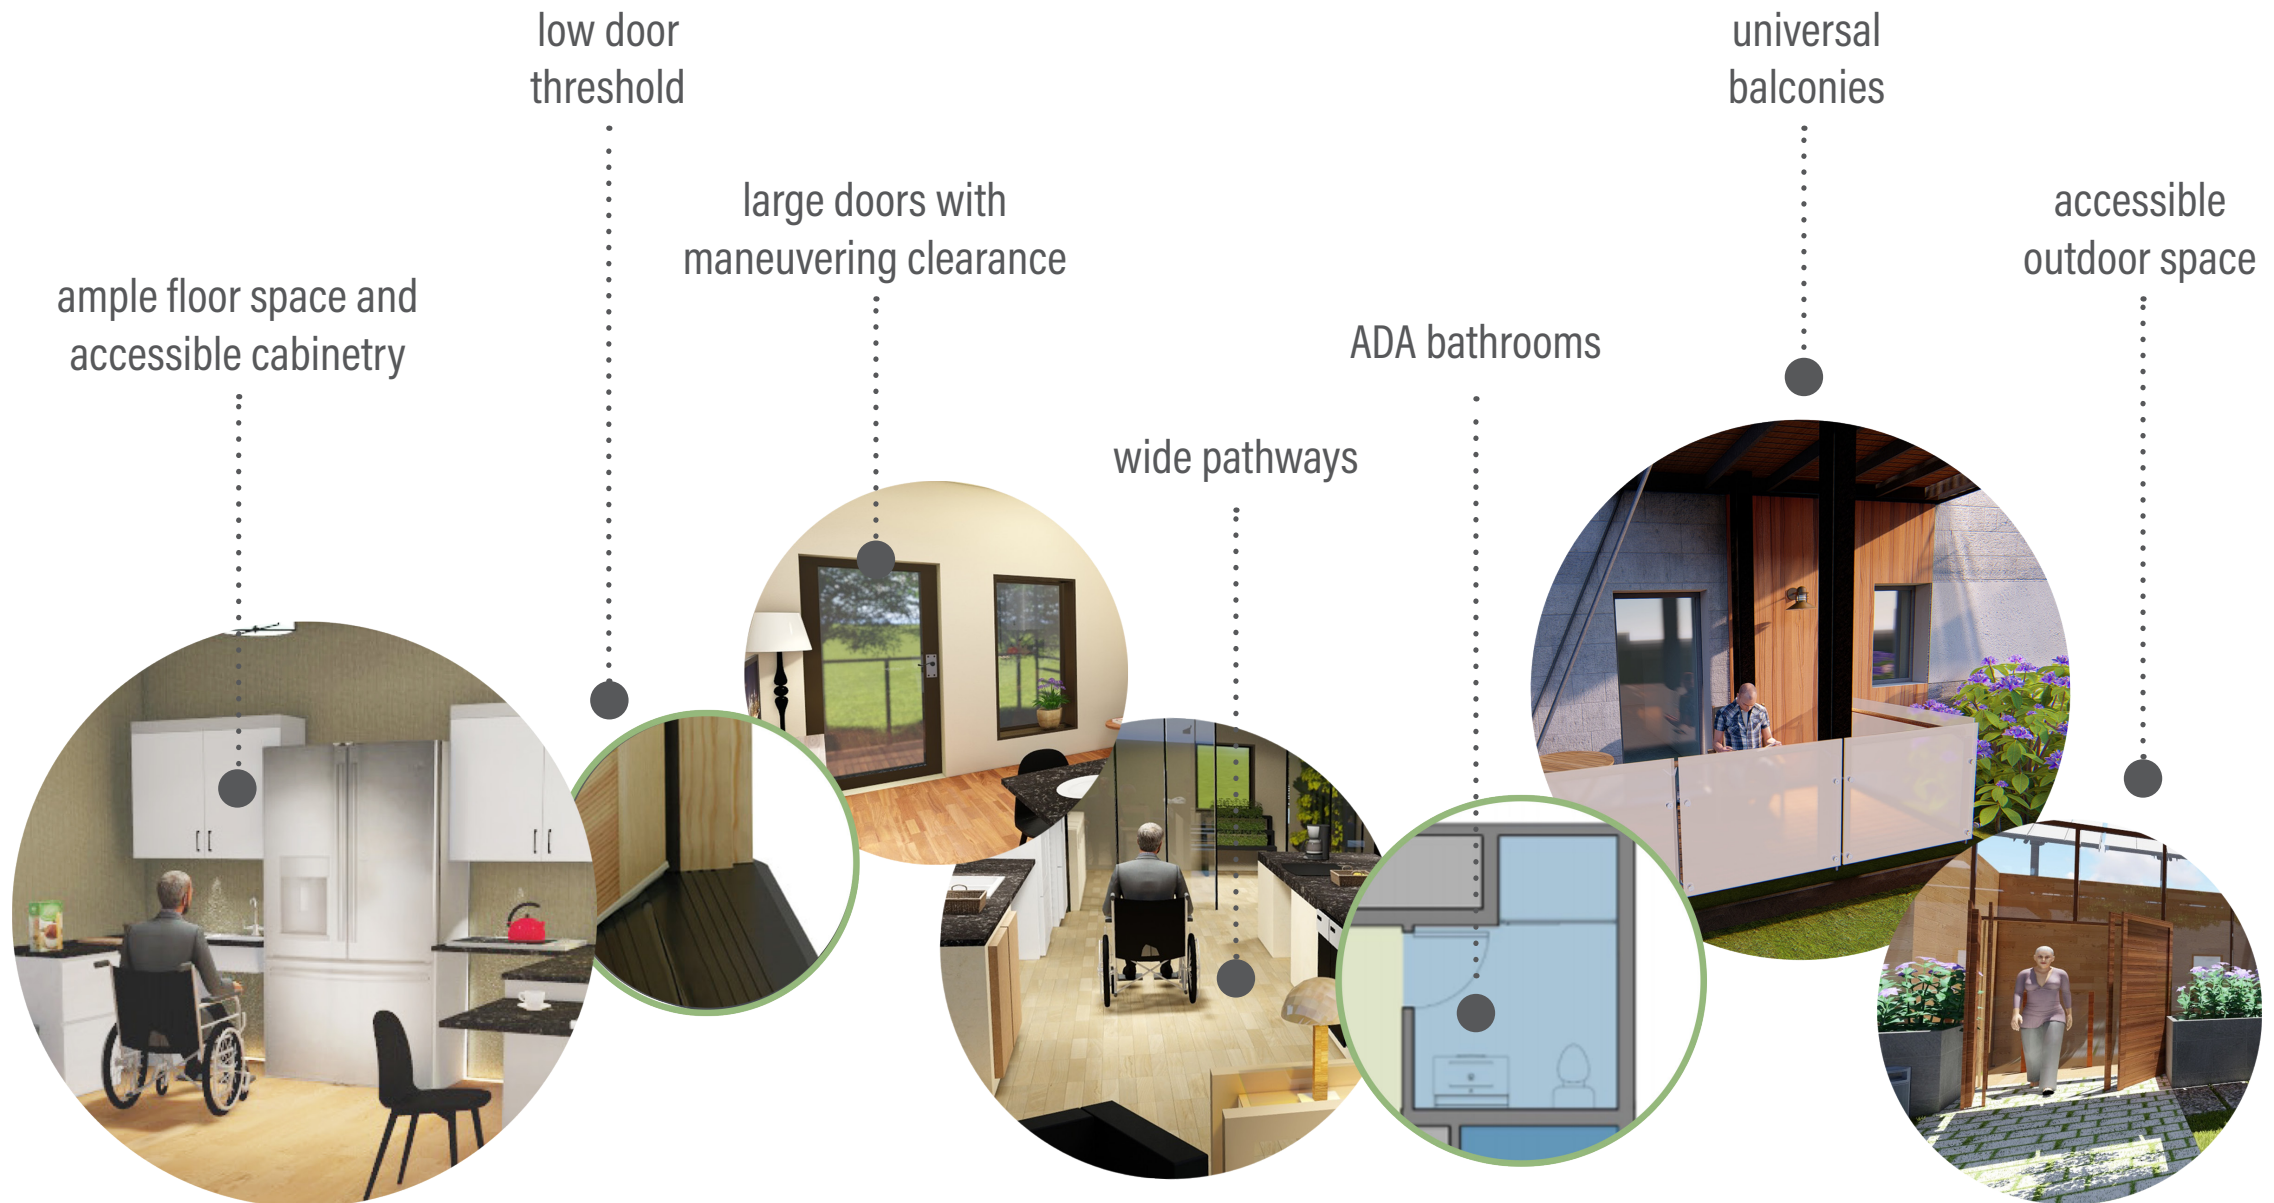 low door
threshold
universal
balconies
large doors with
maneuvering clearance
accessible
outdoor space
ample floor space and
accessible cabinetry
ADA bathrooms
wide pathways